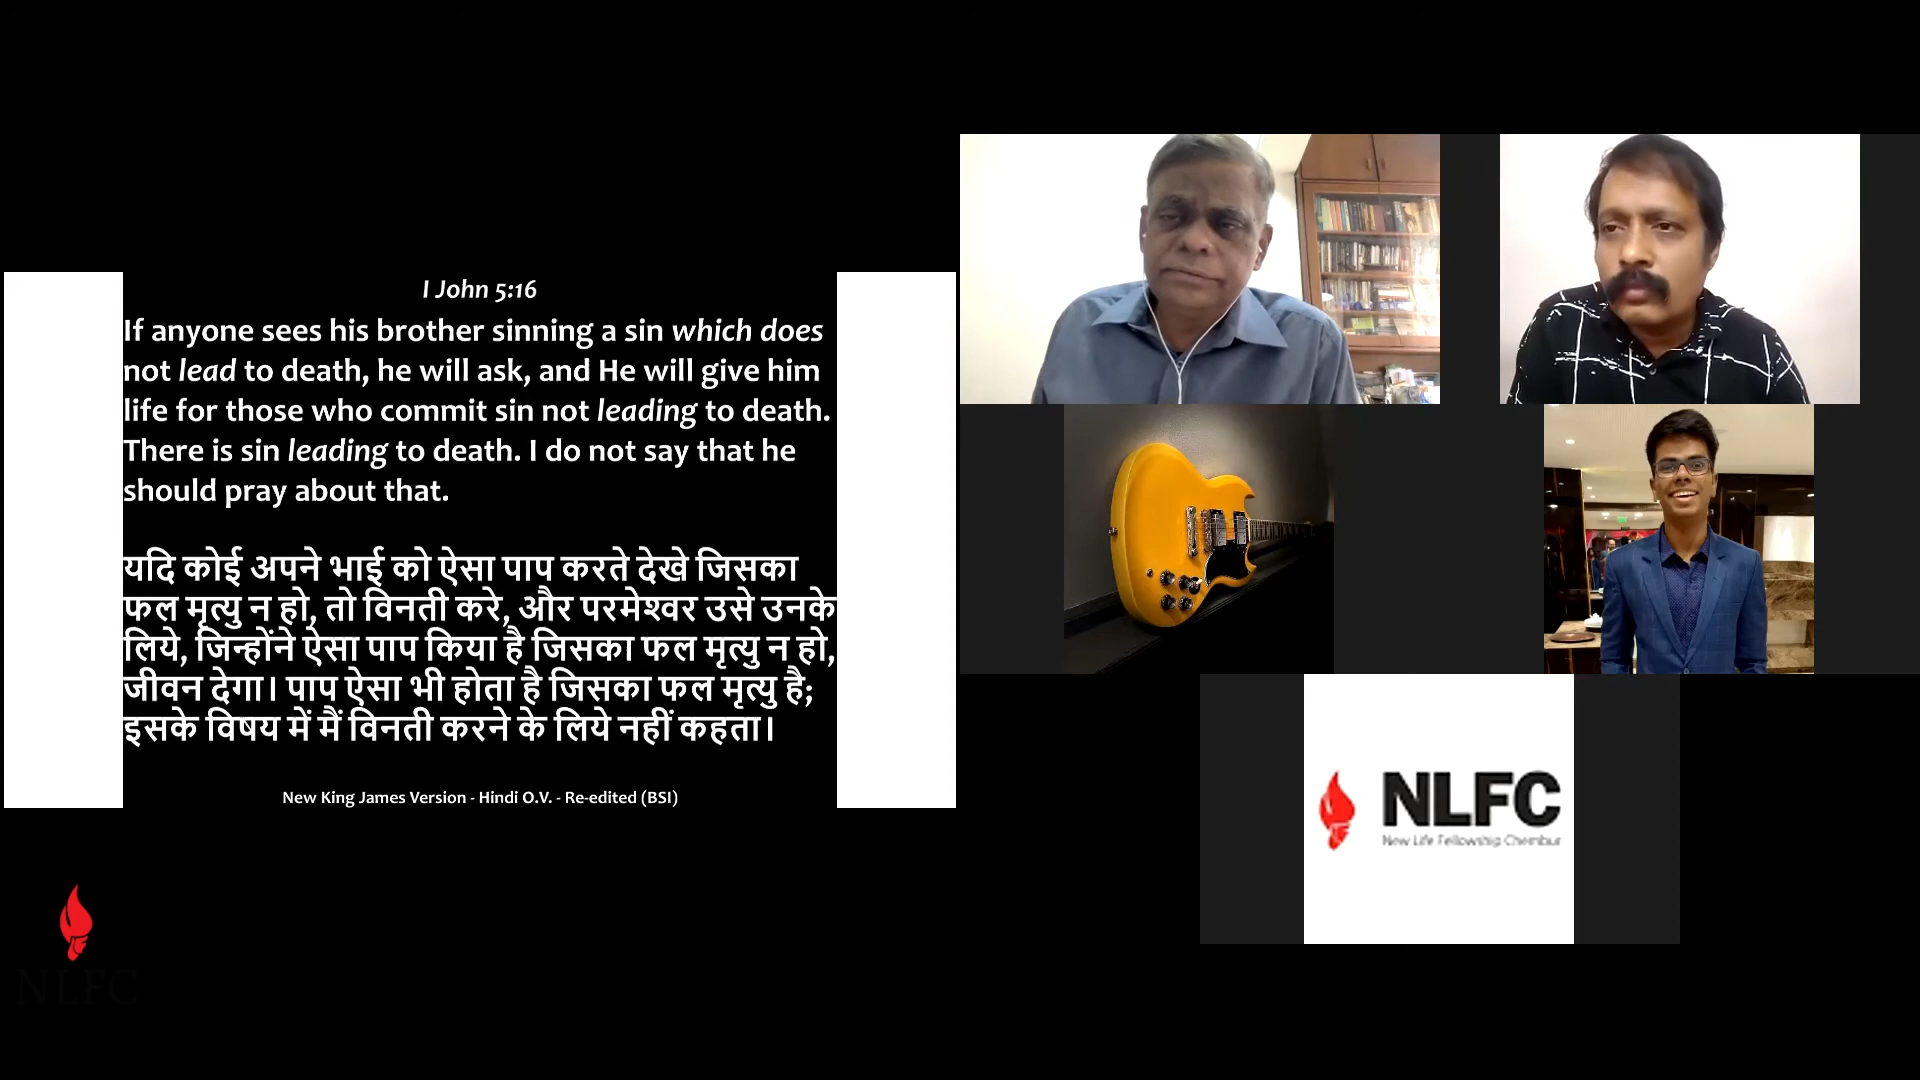 I John 5:16
If anyone sees his brother sinning a sin which does
not lead to death, he will ask, and He will give him
life for those who commit sin not leading to death.
There is sin leading to death. I do not say that he
should pray about that.
यदि कोई अपने भाई को ऐसा पाप करते देखे जिसका
फल मृत्यु न हो, तो विनती करे, और परमेश्‍वर उसे उनके
लिये, जिन्होंने ऐसा पाप किया है जिसका फल मृत्यु न हो,
जीवन देगा। पाप ऐसा भी होता है जिसका फल मृत्यु है;
इसके विषय में मैं विनती करने के लिये नहीं कहता।
New King James Version - Hindi O.V. - Re-edited (BSI)
NLFC
NLFC
New Life Fellowship Chembur